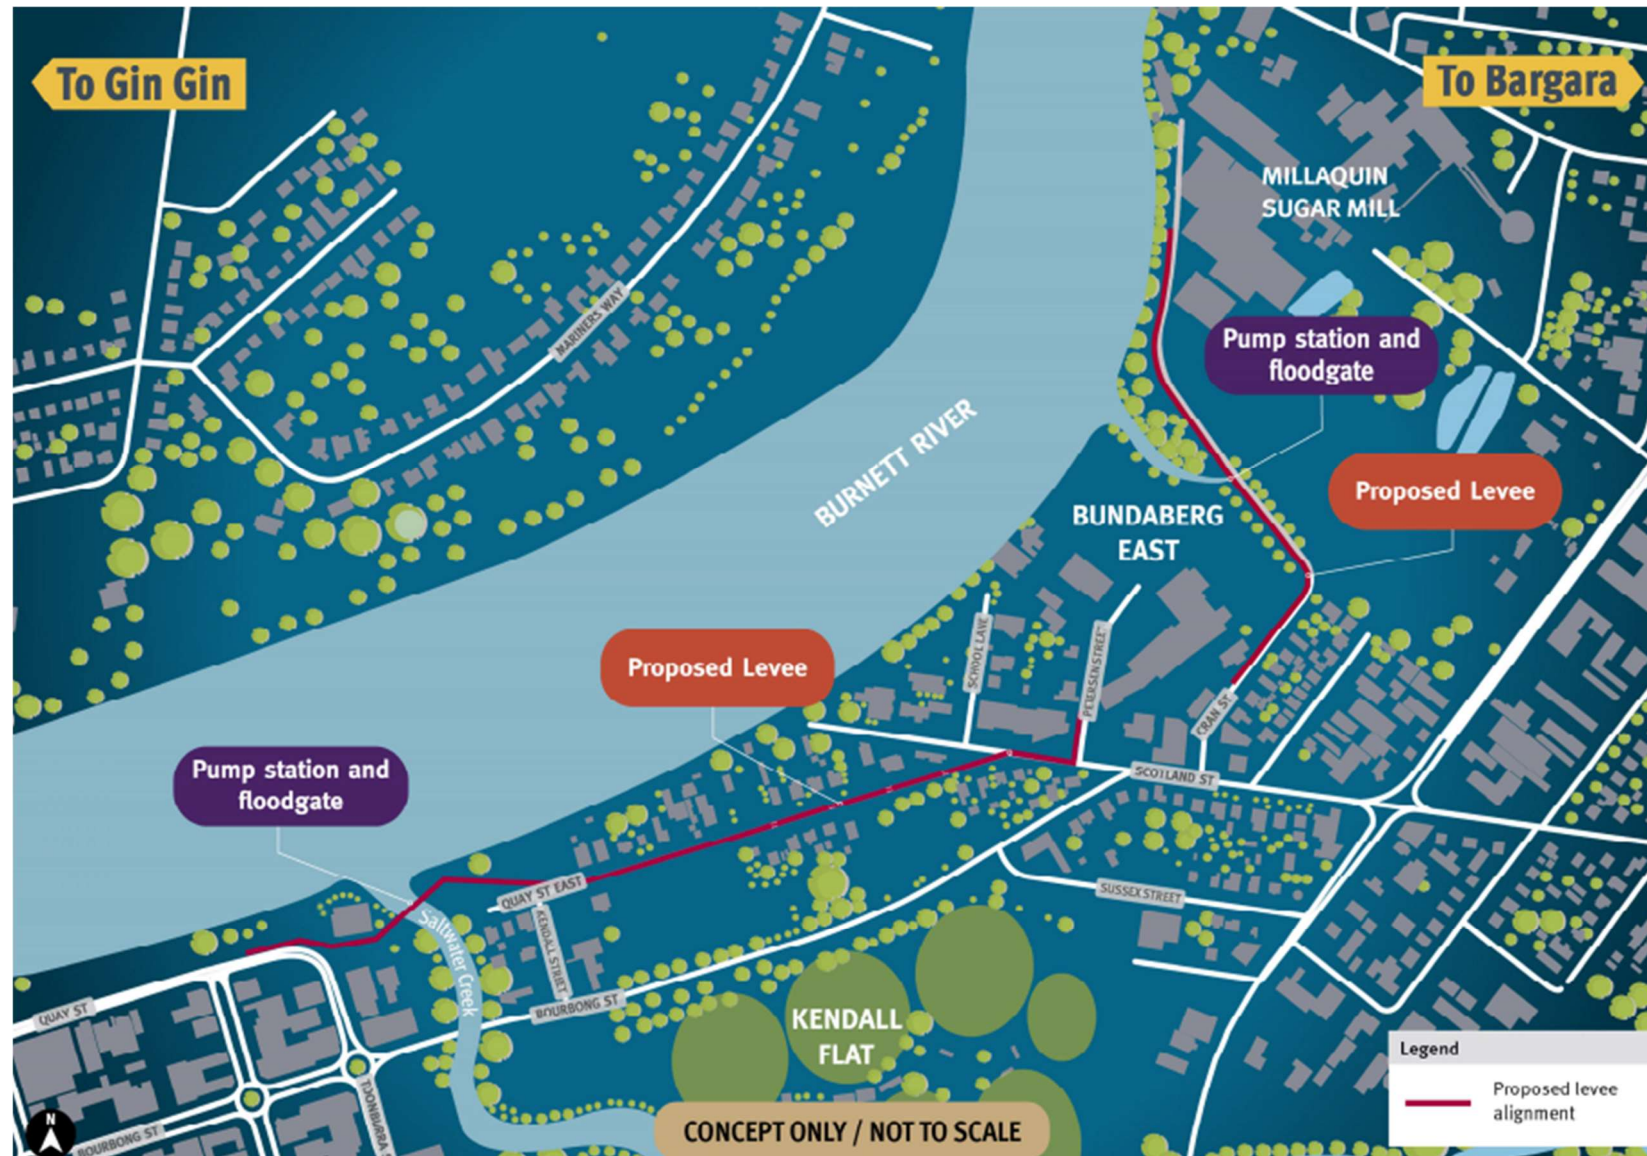 To Gin Gin
To Bargara
MILLAQUIN
SUGAR MILL
MARINERS WAY
Pump station and
floodgate
BURNETT RIVER
Proposed Levee
BUNDABERG
EAST
SCHOOL LANE
PETERSEN STREET
Proposed Levee
CRAN ST
SCOTLAND ST
Pump station and
floodgate
QUAY ST EAST
SUSSEX STREET
Saltwater Creek
KENDALL STREET
BOURBONG ST
QUAY ST
KENDALL
FLAT
Legend
Proposed levee
alignment
N
BOURBONG ST
CONCEPT ONLY / NOT TO SCALE